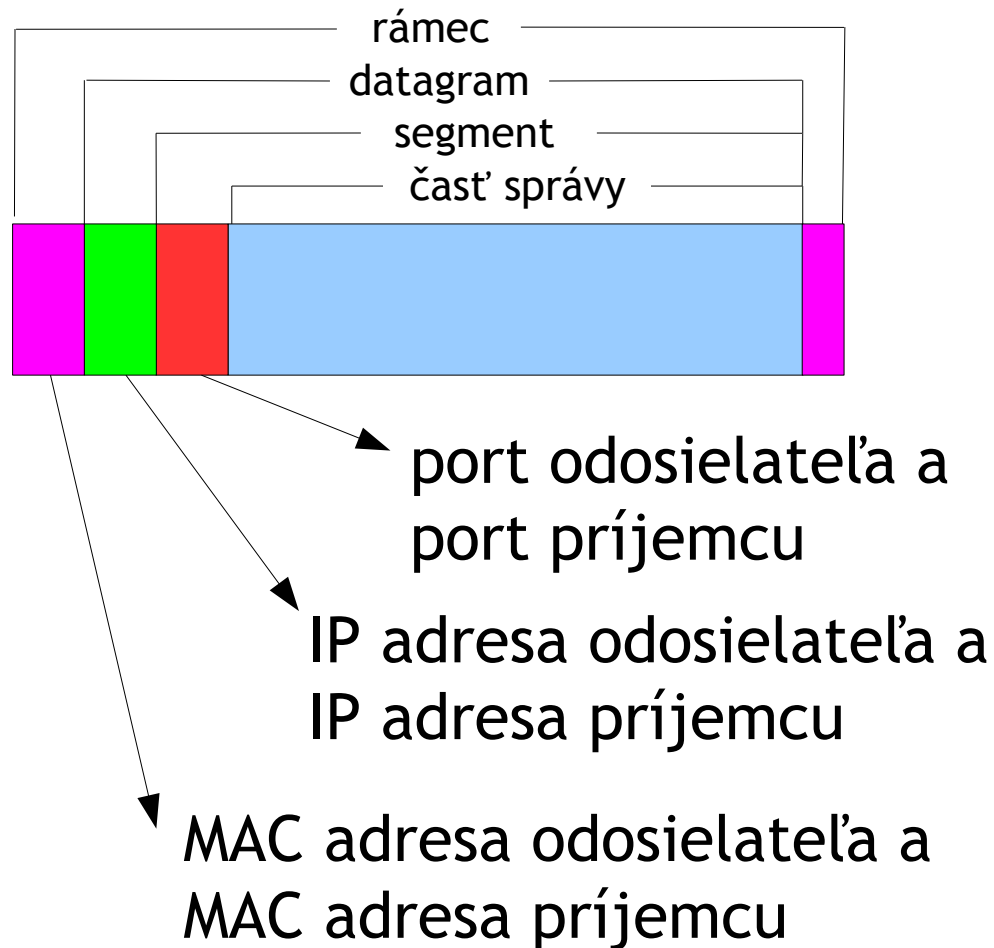 rámec
datagram
segment
časť správy
port odosielateľa a
port príjemcu
IP adresa odosielateľa a
IP adresa príjemcu
MAC adresa odosielateľa a
MAC adresa príjemcu